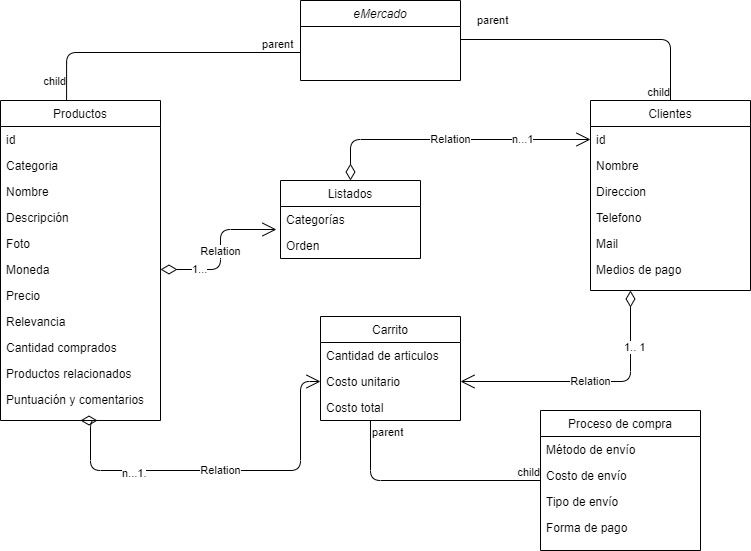 eMercado
parent
parent
child
child
Productos
id
Categoria
Nombre
Descripción
Foto
Moneda
Precio
Relevancia
Cantidad comprados
Productos relacionados
Puntuación y comentarios
Clientes
id
Nombre
Direccion
Telefono
Mail
Medios de pago
Relation
n...1
Listados
Categorías
Orden
Relation
1...
Carrito
Cantidad de articulos
Costo unitario
Costo total
1.. 1
Relation
parent
n...1.
Relation
child
Proceso de compra
Método de envío
Costo de envío
Tipo de envío
Forma de pago